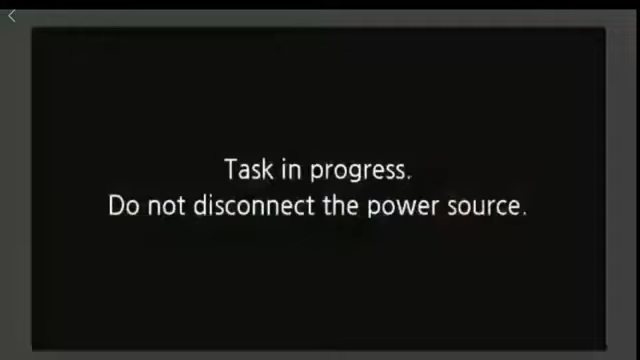 Task in progress.
Do not disconnect the power source.